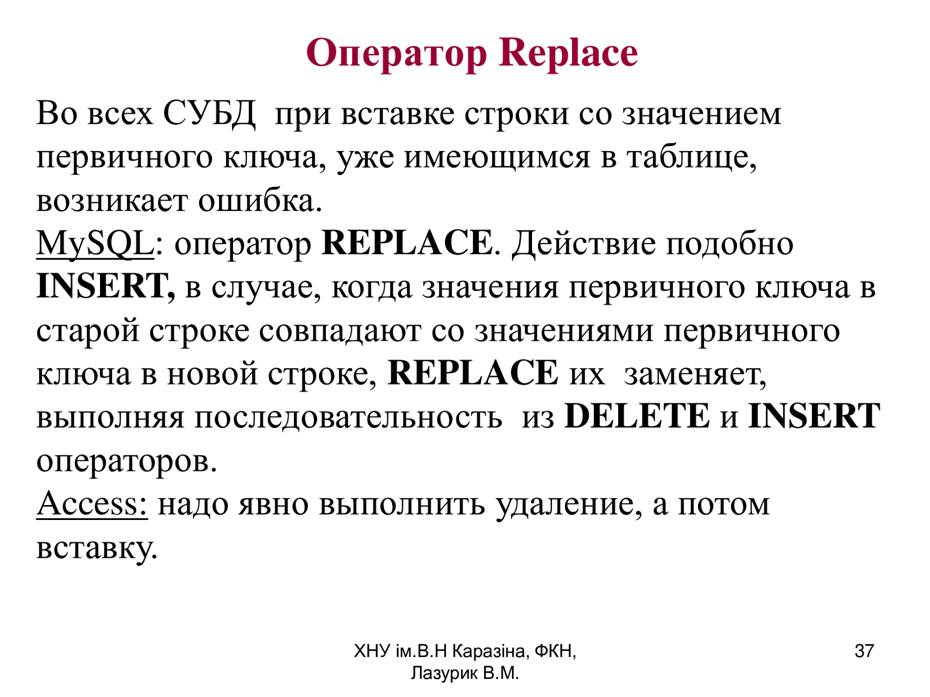 Оператор Replace
Во всех СУБД  при вставке строки со значением
первичного ключа, уже имеющимся в таблице,
возникает ошибка.
MySQL: оператор REPLACE. Действие подобно
INSERT, в случае, когда значения первичного ключа в
старой строке совпадают со значениями первичного
ключа в новой строке, REPLACE их  заменяет,
выполняя последовательность  из DELETE и INSERT
операторов.
Access: надо явно выполнить удаление, а потом
вставку.
ХНУ ім.В.Н Каразіна, ФКН,
Лазурик В.М.
37